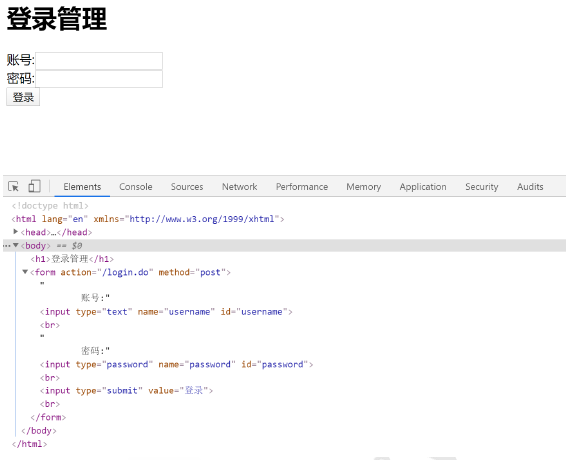 登录管理
账号:
密码:
登录
Elements Console Sources Network Performance Memory Application Security Audits
<!doctype html>
<html lang="en" xmlns="http://www.w3.org/1999/xhtml">
<head>…</head>
<body> == $0
<h1>登录管理</h1>
<form action="/login.do" method="post">
"
账号:"
<input type="text" name="username" id="username">
<br>
"
密码:"
<input type="password" name="password" id="password">
<br>
<input type="submit" value="登录">
<br>
</form>
</body>
</html>